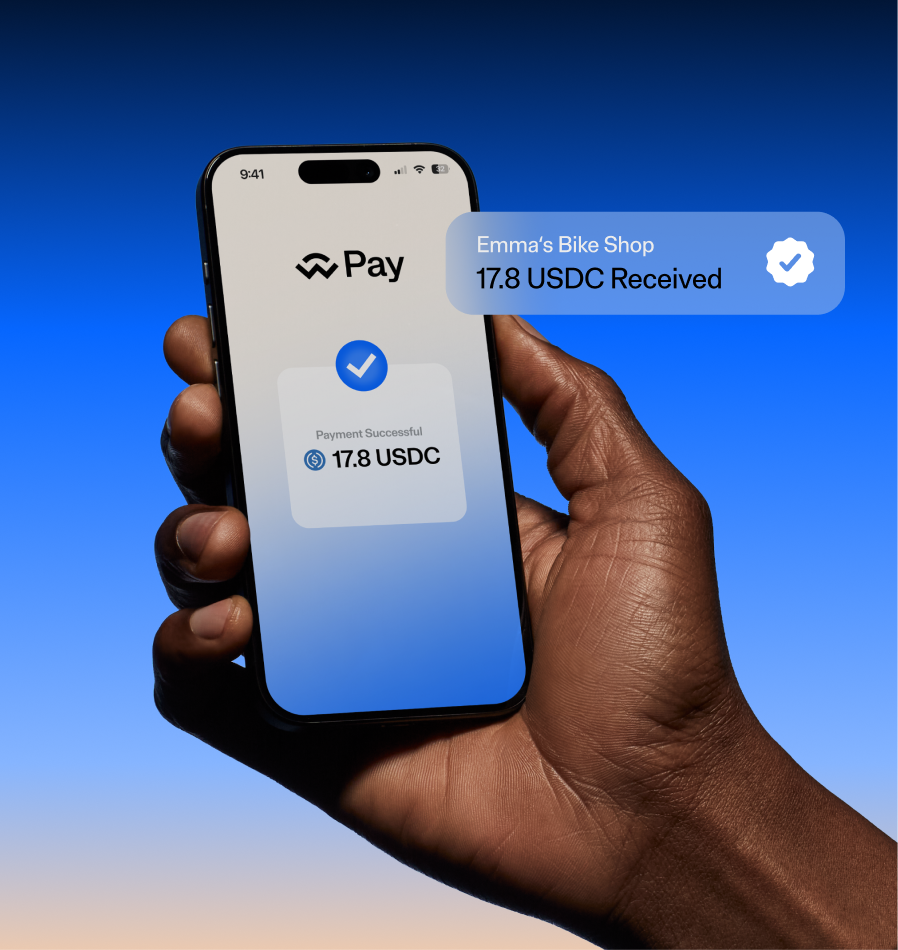 9:41
Pay
Emma‘s Bike Shop
17.8 USDC Received
Payment Successful
17.8 USDC